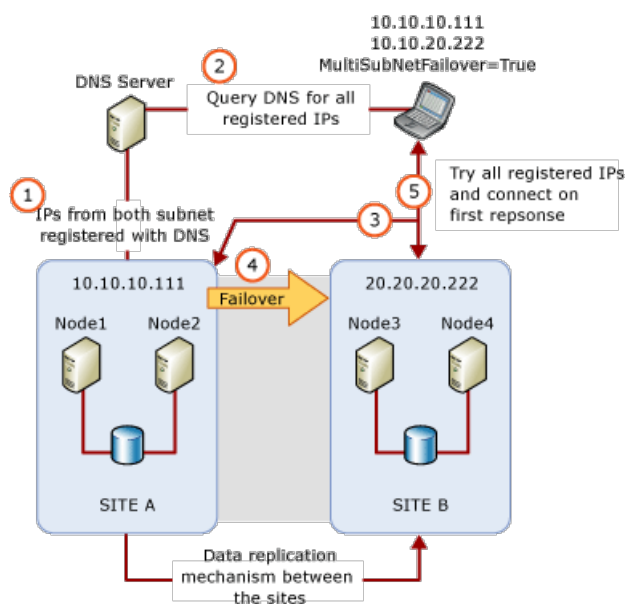 10.10.10.111
10.10.20.222
MultiSubNetFailover=True
2
DNS Server
Query DNS for all
registered IPs
1
IPs from both subnet
registered with DNS
5
Try all registered IPs
and connect on
first repsonse
3
4
10.10.10.111
Failover
20.20.20.222
Node1
Node2
Node3
Node4
SITE A
SITE B
Data replication
mechanism between
the sites